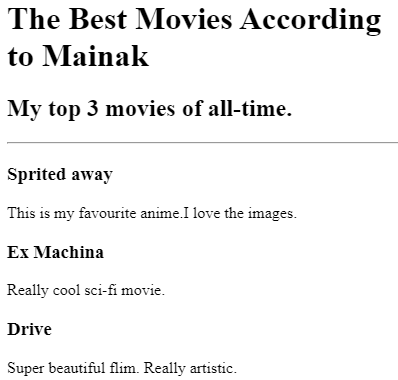 The Best Movies According
to Mainak
My top 3 movies of all-time.
Sprited away
This is my favourite anime.I love the images.
Ex Machina
Really cool sci-fi movie.
Drive
Super beautiful flim. Really artistic.